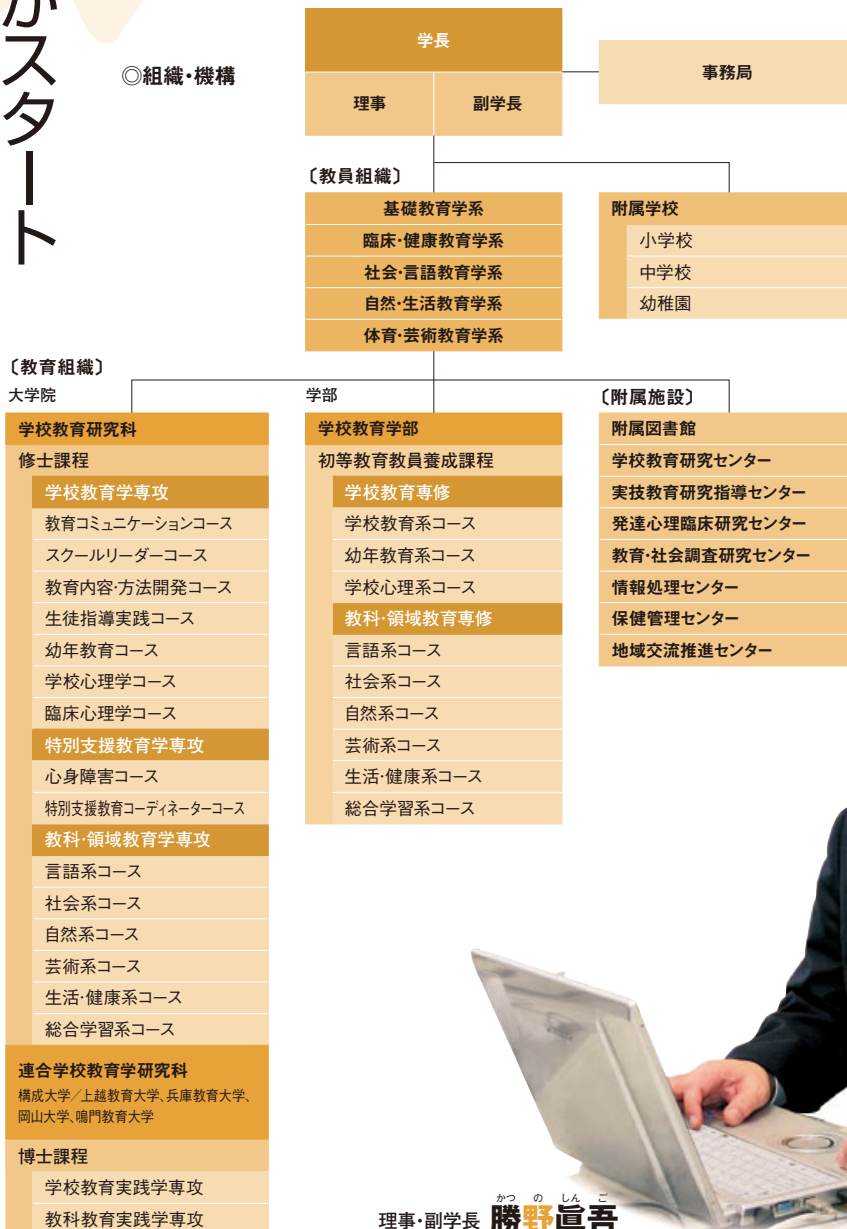 がスタート
◎組織・機構
学長
理事
副学長
事務局
〔教員組織〕
基礎教育学系
臨床・健康教育学系
社会・言語教育学系
自然・生活教育学系
体育・芸術教育学系
附属学校
小学校
中学校
幼稚園
〔教育組織〕
大学院
学校教育研究科
修士課程
学校教育学専攻
教育コミュニケーションコース
スクールリーダーコース
教育内容・方法開発コース
生徒指導実践コース
幼年教育コース
学校心理学コース
臨床心理学コース
特別支援教育学専攻
心身障害コース
特別支援教育コーディネーターコース
教科・領域教育学専攻
言語系コース
社会系コース
自然系コース
芸術系コース
生活・健康系コース
総合学習系コース
連合学校教育学研究科
構成大学／上越教育大学、兵庫教育大学、
岡山大学、鳴門教育大学
博士課程
学校教育実践学専攻
教科教育実践学専攻
学部
学校教育学部
初等教育教員養成課程
学校教育専修
学校教育系コース
幼年教育系コース
学校心理系コース
教科・領域教育専修
言語系コース
社会系コース
自然系コース
芸術系コース
生活・健康系コース
総合学習系コース
〔附属施設〕
附属図書館
学校教育研究センター
実技教育研究指導センター
発達心理臨床研究センター
教育・社会調査研究センター
情報処理センター
保健管理センター
地域交流推進センター
かつ の しん ご
理事・副学長 勝野眞吾